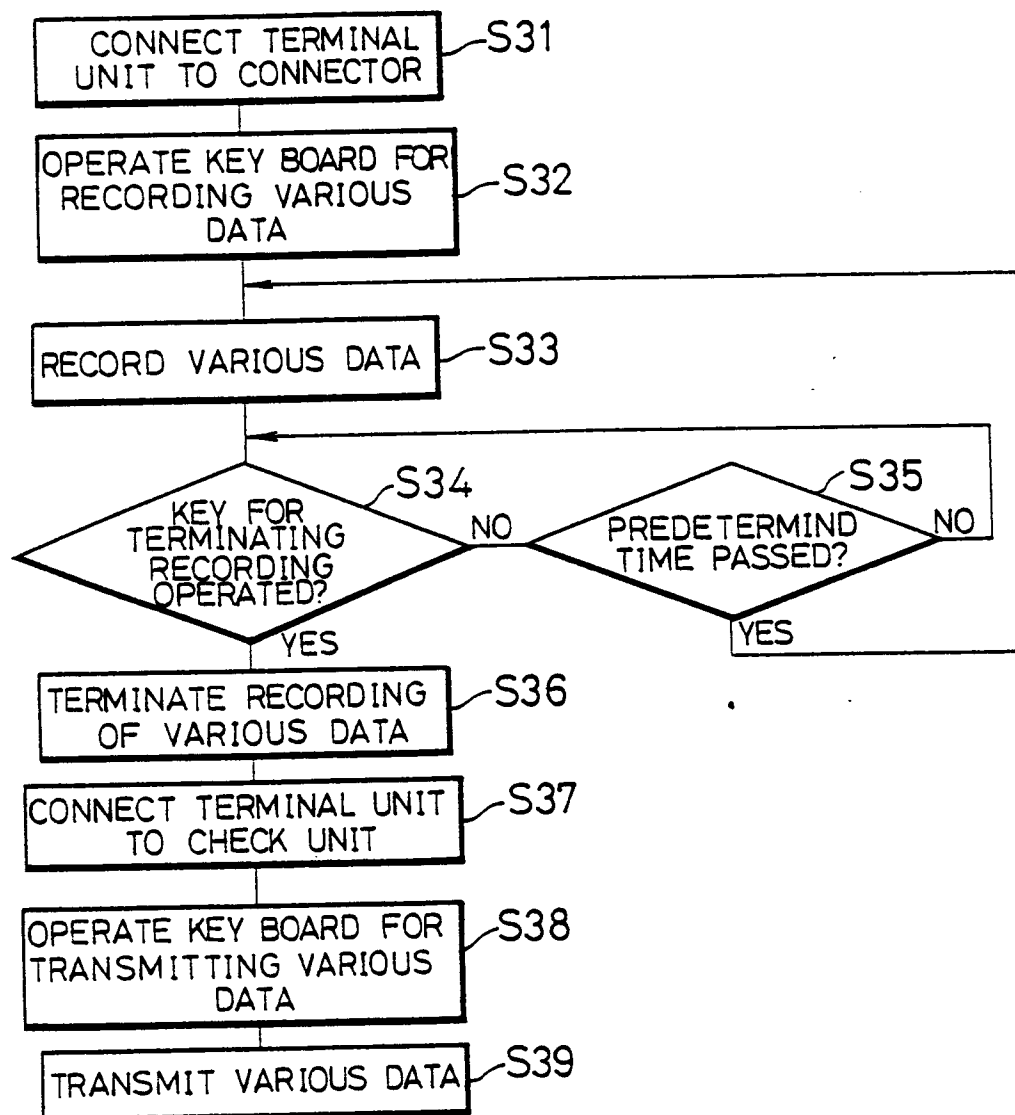 CONNECT TERMINAL
UNIT TO CONNECTOR
S31
OPERATE KEY BOARD FOR
RECORDING VARIOUS
DATA
S32
RECORD VARIOUS DATA
S33
KEY FOR
TERMINATING
RECORDING
OPERATED?
S34
NO
YES
PREDETERMIND
TIME PASSED?
S35
NO
YES
TERMINATE RECORDING
OF VARIOUS DATA
S36
CONNECT TERMINAL UNIT
TO CHECK UNIT
S37
OPERATE KEY BOARD FOR
TRANSMITTING VARIOUS
DATA
S38
TRANSMIT VARIOUS DATA
S39